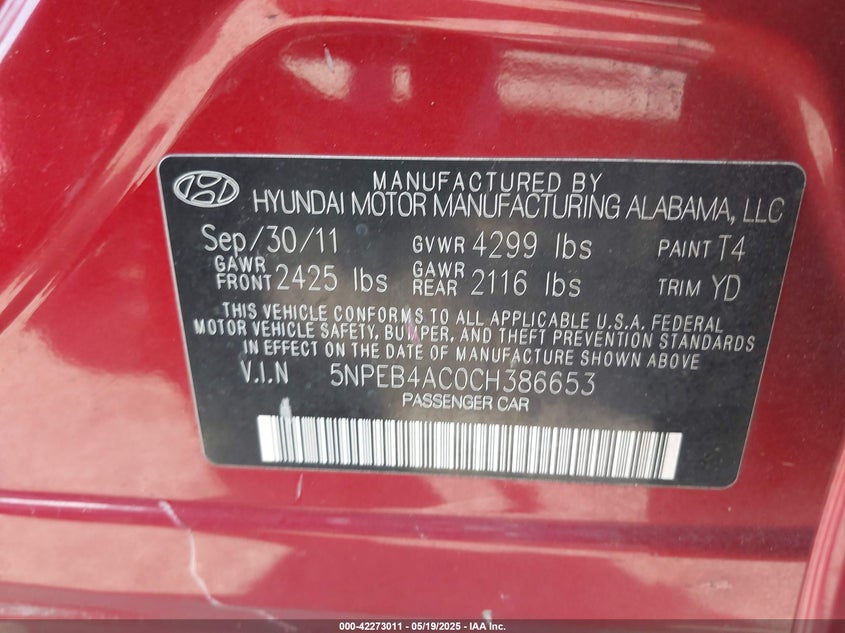 MANUFACTURED BY
HYUNDAI MOTOR MANUFACTURING ALABAMA, LLC
Sep/30/11 GVWR 4299 lbs PAINT T4
GAWR FRONT 2425 lbs GAWR REAR 2116 lbs TRIM YD
THIS VEHICLE CONFORMS TO ALL APPLICABLE U.S.A. FEDERAL
MOTOR VEHICLE SAFETY, BUMPER, AND THEFT PREVENTION STANDARDS
IN EFFECT ON THE DATE OF MANUFACTURE SHOWN ABOVE
V.I.N 5NPEB4AC0CH386653
PASSENGER CAR
000-42273011 — 05/19/2025 — IAA Inc.